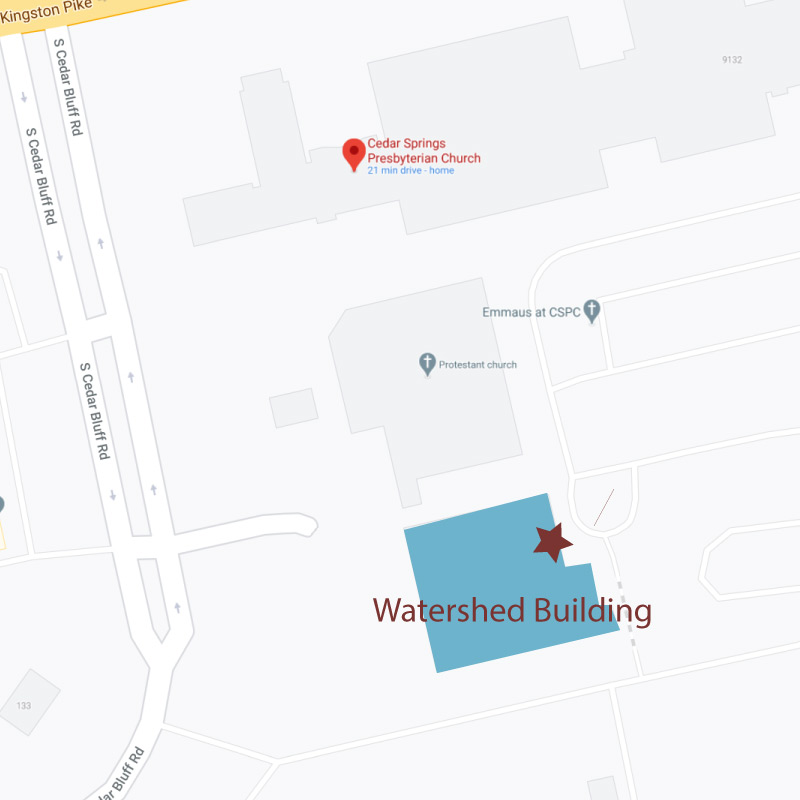 Kingston Pike
S Cedar Bluff Rd
9132
S Cedar Bluff Rd
Cedar Springs
Presbyterian Church
21 min drive - home
Emmaus at CSPC
Protestant church
S Cedar Bluff Rd
Watershed Building
133
dar Bluff Rd